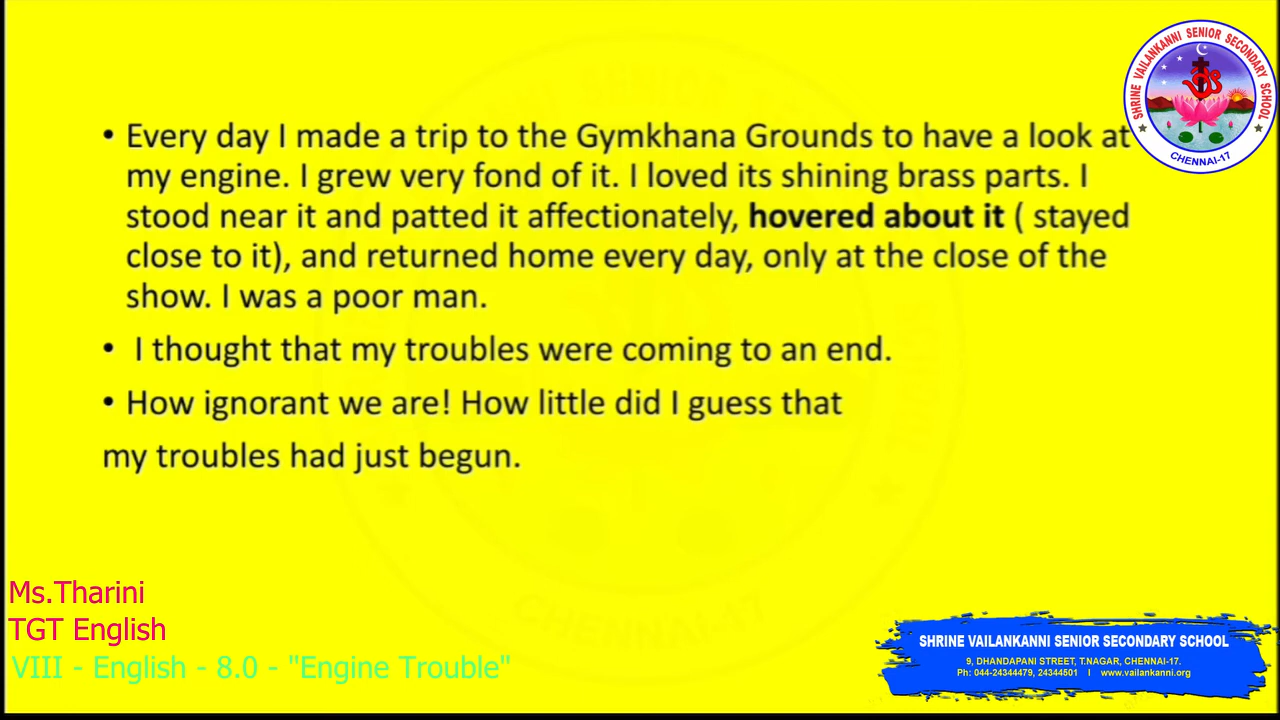 • Every day I made a trip to the Gymkhana Grounds to have a look at
my engine. I grew very fond of it. I loved its shining brass parts. I
stood near it and patted it affectionately, hovered about it ( stayed
close to it), and returned home every day, only at the close of the
show. I was a poor man.
• I thought that my troubles were coming to an end.
• How ignorant we are! How little did I guess that
my troubles had just begun.
SHRINE VAILANKANNI SENIOR SECONDARY SCHOOL
CHENNAI-17
Ms.Tharini
TGT English
VIII - English - 8.0 - "Engine Trouble"
SHRINE VAILANKANNI SENIOR SECONDARY SCHOOL
9, DHANDAPANI STREET, T.NAGAR, CHENNAI-17.
Ph: 044-24344479, 24344501 I www.vailankanni.org